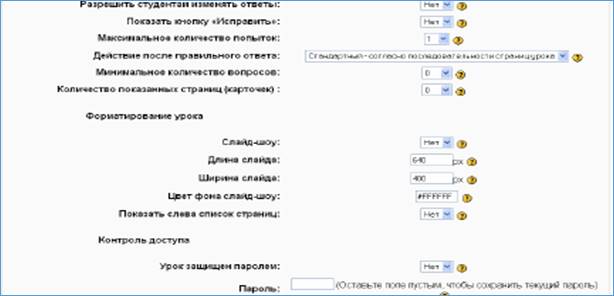 Разрешить студентам изменять ответы: Нет
Показать кнопку «Исправить»: Нет
Максимальное количество попыток: 1
Действие после правильного ответа: Стандартный - согласно последовательности страниц урока
Минимальное количество вопросов: 0
Количество показанных страниц (карточек) : 0
Форматирование урока
Слайд-шоу: Нет
Длина слайда: 640 px
Ширина слайда: 400 px
Цвет фона слайд-шоу: #FFFFFF
Показать слева список страниц: Нет
Контроль доступа
Урок защищен паролем: Нет
Пароль: (Оставьте поле пустым, чтобы сохранить текущий пароль)